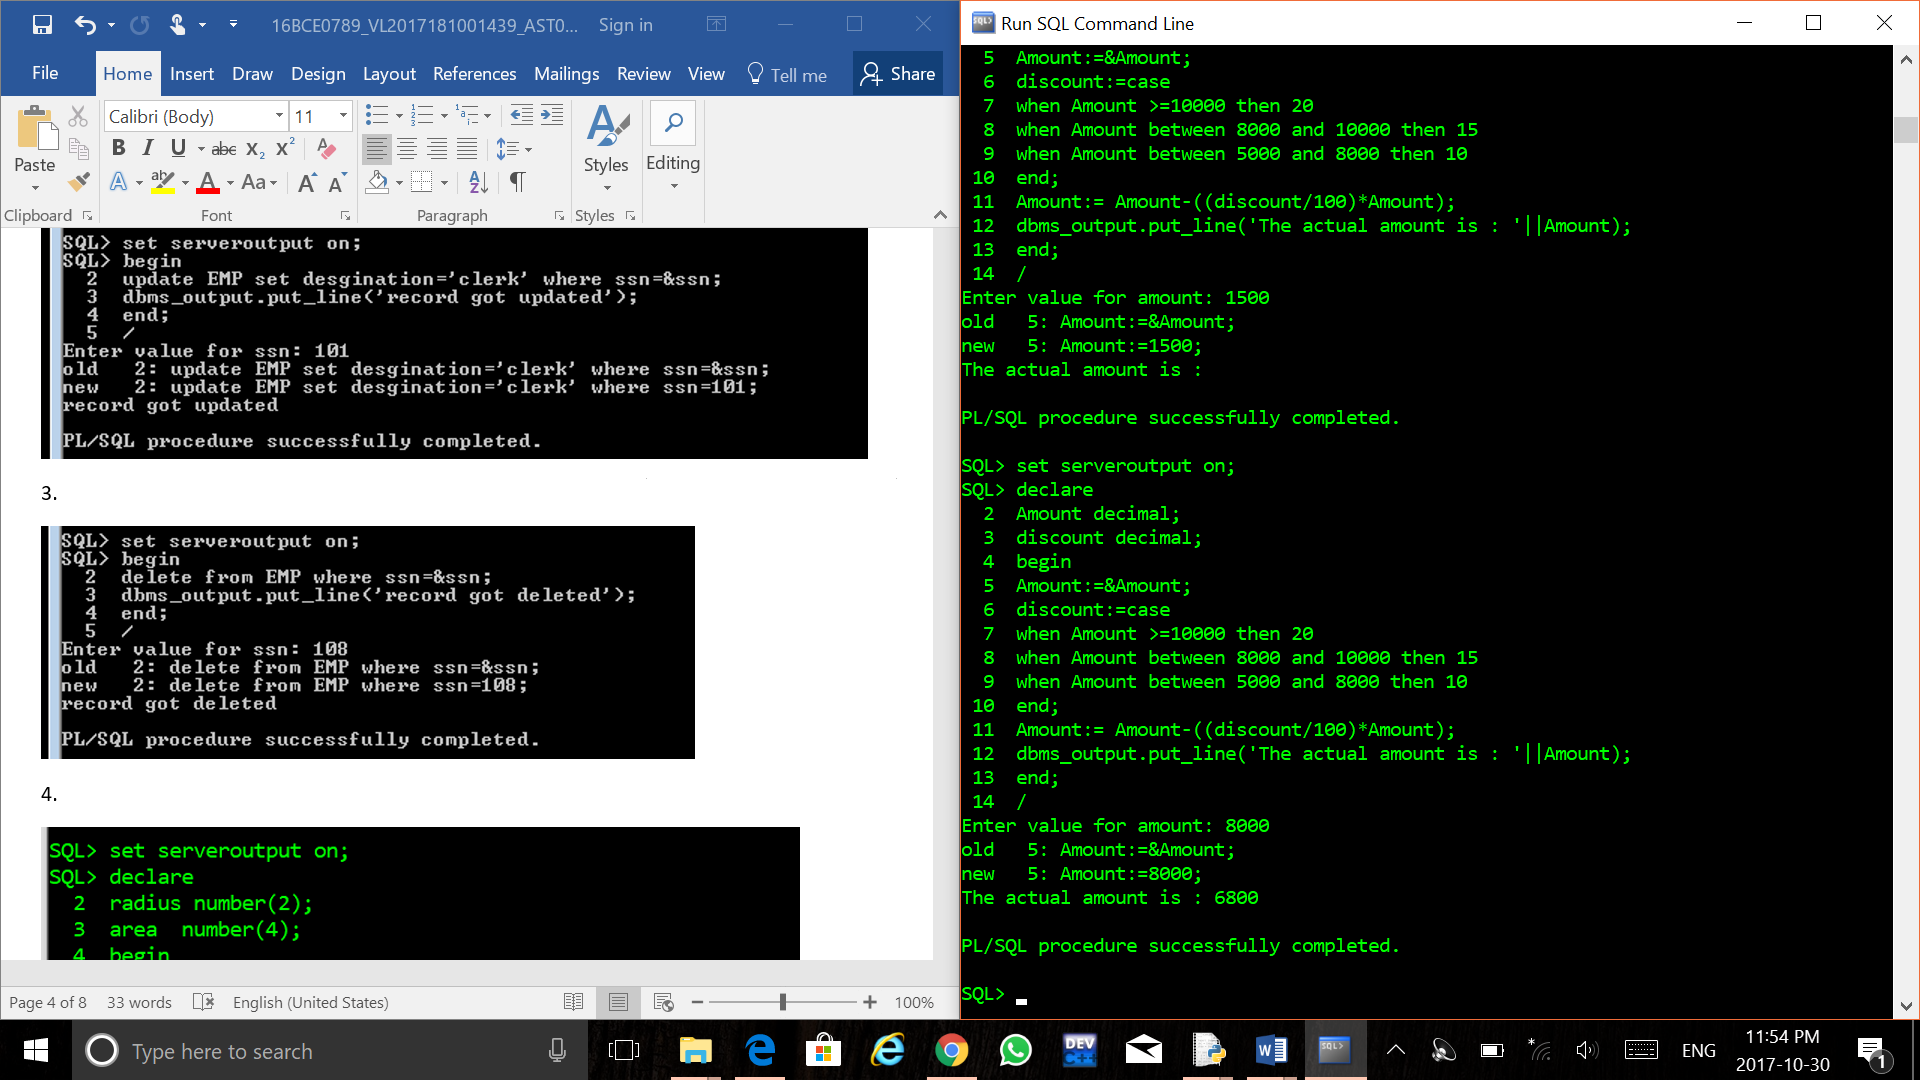 16BCE0789_VL2017181001439_AST0... Sign in
File Home Insert Draw Design Layout References Mailings Review View Tell me Share
Calibri (Body) 11
Paste
B I U abc X2 X2
A ab A Aa A A
Styles
Editing
Clipboard Font Paragraph Styles
SQL> set serveroutput on;
SQL> begin
2 update EMP set desgination='clerk' where ssn=&ssn;
3 dbms_output.put_line('record got updated');
4 end;
5 /
Enter value for ssn: 101
old 2: update EMP set desgination='clerk' where ssn=&ssn;
new 2: update EMP set desgination='clerk' where ssn=101;
record got updated
PL/SQL procedure successfully completed.
3.
SQL> set serveroutput on;
SQL> begin
2 delete from EMP where ssn=&ssn;
3 dbms_output.put_line('record got deleted');
4 end;
5 /
Enter value for ssn: 108
old 2: delete from EMP where ssn=&ssn;
new 2: delete from EMP where ssn=108;
record got deleted
PL/SQL procedure successfully completed.
4.
SQL> set serveroutput on;
SQL> declare
2 radius number(2);
3 area number(4);
4 begin
Page 4 of 8 33 words English (United States) 100%
Run SQL Command Line
5 Amount:=&Amount;
6 discount:=case
7 when Amount >=10000 then 20
8 when Amount between 8000 and 10000 then 15
9 when Amount between 5000 and 8000 then 10
10 end;
11 Amount:= Amount-((discount/100)*Amount);
12 dbms_output.put_line('The actual amount is : '||Amount);
13 end;
14 /
Enter value for amount: 1500
old 5: Amount:=&Amount;
new 5: Amount:=1500;
The actual amount is :
PL/SQL procedure successfully completed.
SQL> set serveroutput on;
SQL> declare
2 Amount decimal;
3 discount decimal;
4 begin
5 Amount:=&Amount;
6 discount:=case
7 when Amount >=10000 then 20
8 when Amount between 8000 and 10000 then 15
9 when Amount between 5000 and 8000 then 10
10 end;
11 Amount:= Amount-((discount/100)*Amount);
12 dbms_output.put_line('The actual amount is : '||Amount);
13 end;
14 /
Enter value for amount: 8000
old 5: Amount:=&Amount;
new 5: Amount:=8000;
The actual amount is : 6800
PL/SQL procedure successfully completed.
SQL>
Type here to search
DEV C++
ENG
11:54 PM
2017-10-30
1